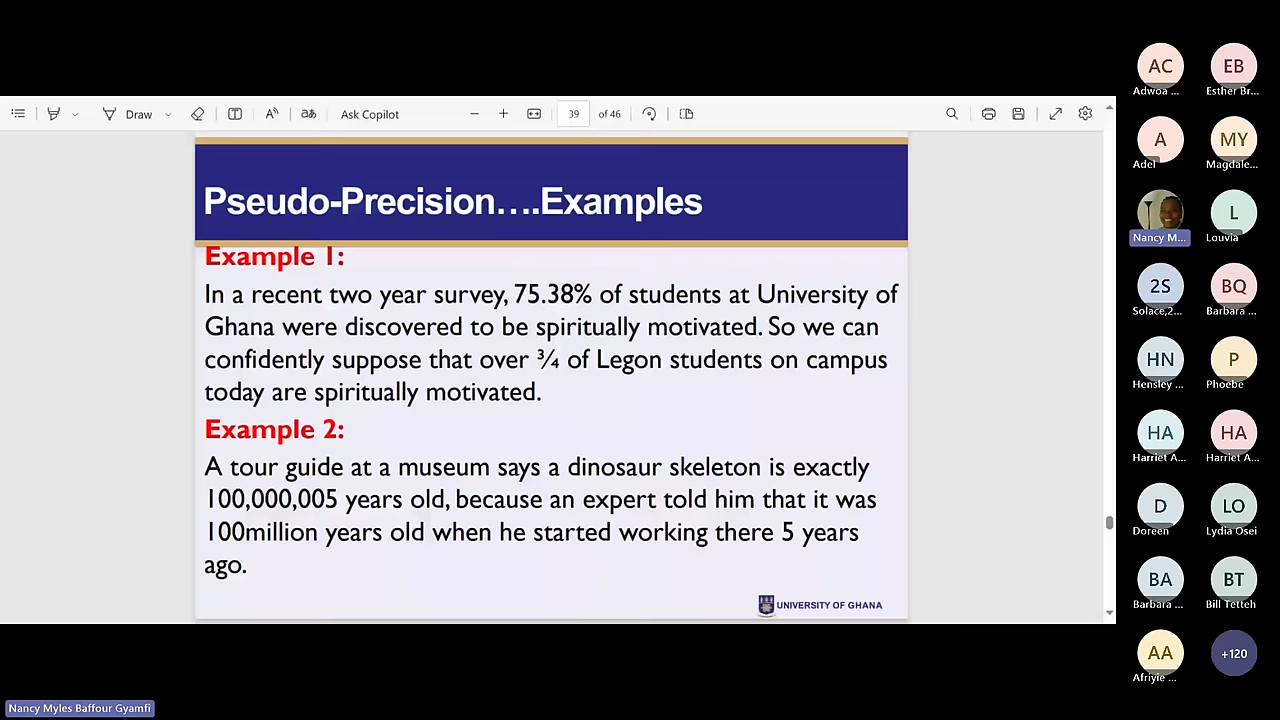 Draw
Ask Copilot
39
of 46
Pseudo-Precision....Examples
Example 1:
In a recent two year survey, 75.38% of students at University of
Ghana were discovered to be spiritually motivated. So we can
confidently suppose that over ¾ of Legon students on campus
today are spiritually motivated.
Example 2:
A tour guide at a museum says a dinosaur skeleton is exactly
100,000,005 years old, because an expert told him that it was
100million years old when he started working there 5 years
ago.
UNIVERSITY OF GHANA
AC
Adwoa ...
EB
Esther Br...
A
Adel
MY
Magdale...
Nancy M...
L
Louvia
2S
Solace,2...
BQ
Barbara ...
HN
Hensley ...
P
Phoebe
HA
Harriet A...
HA
Harriet A...
D
Doreen
LO
Lydia Osei
BA
Barbara ...
BT
Bill Tetteh
AA
Afriyie ...
+120
Nancy Myles Baffour Gyamfi